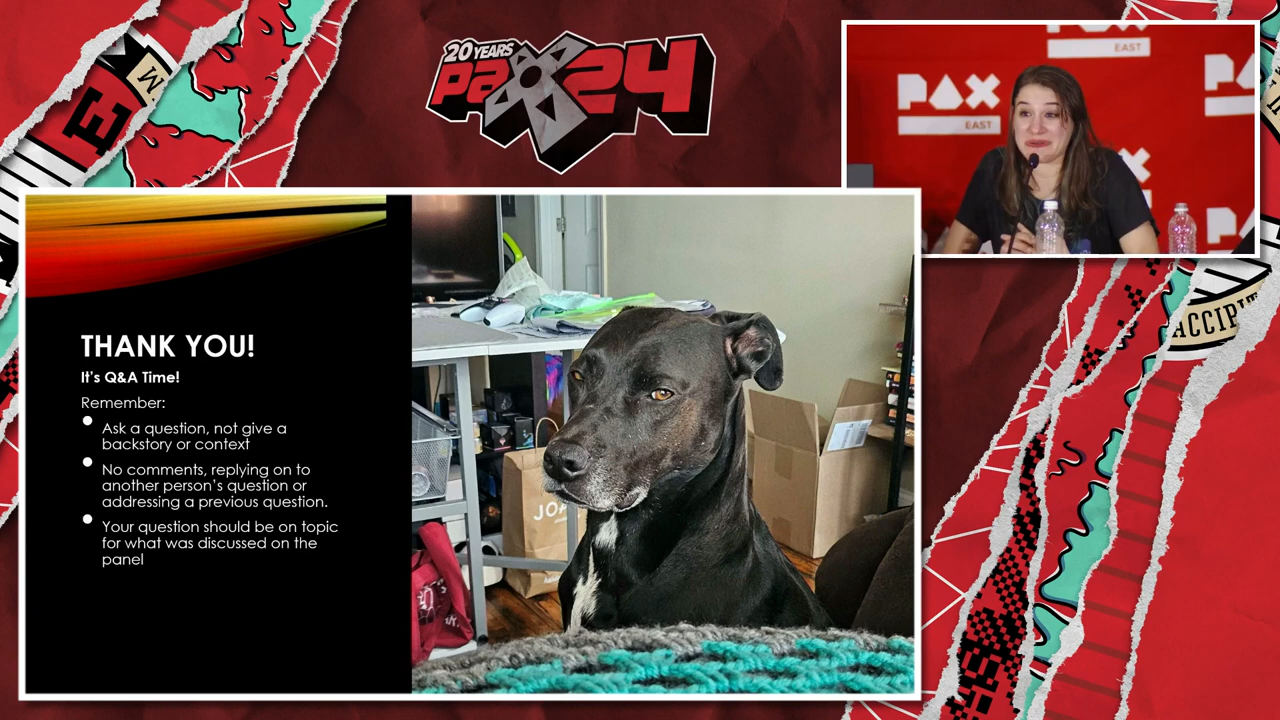 20 YEARS
PAX24
PAX
EAST
EAST
THANK YOU!
It's Q&A Time!
Remember:
Ask a question, not give a
backstory or context
No comments, replying on to
another person's question or
addressing a previous question.
Your question should be on topic
for what was discussed on the
panel
JOA
ACCIPIT